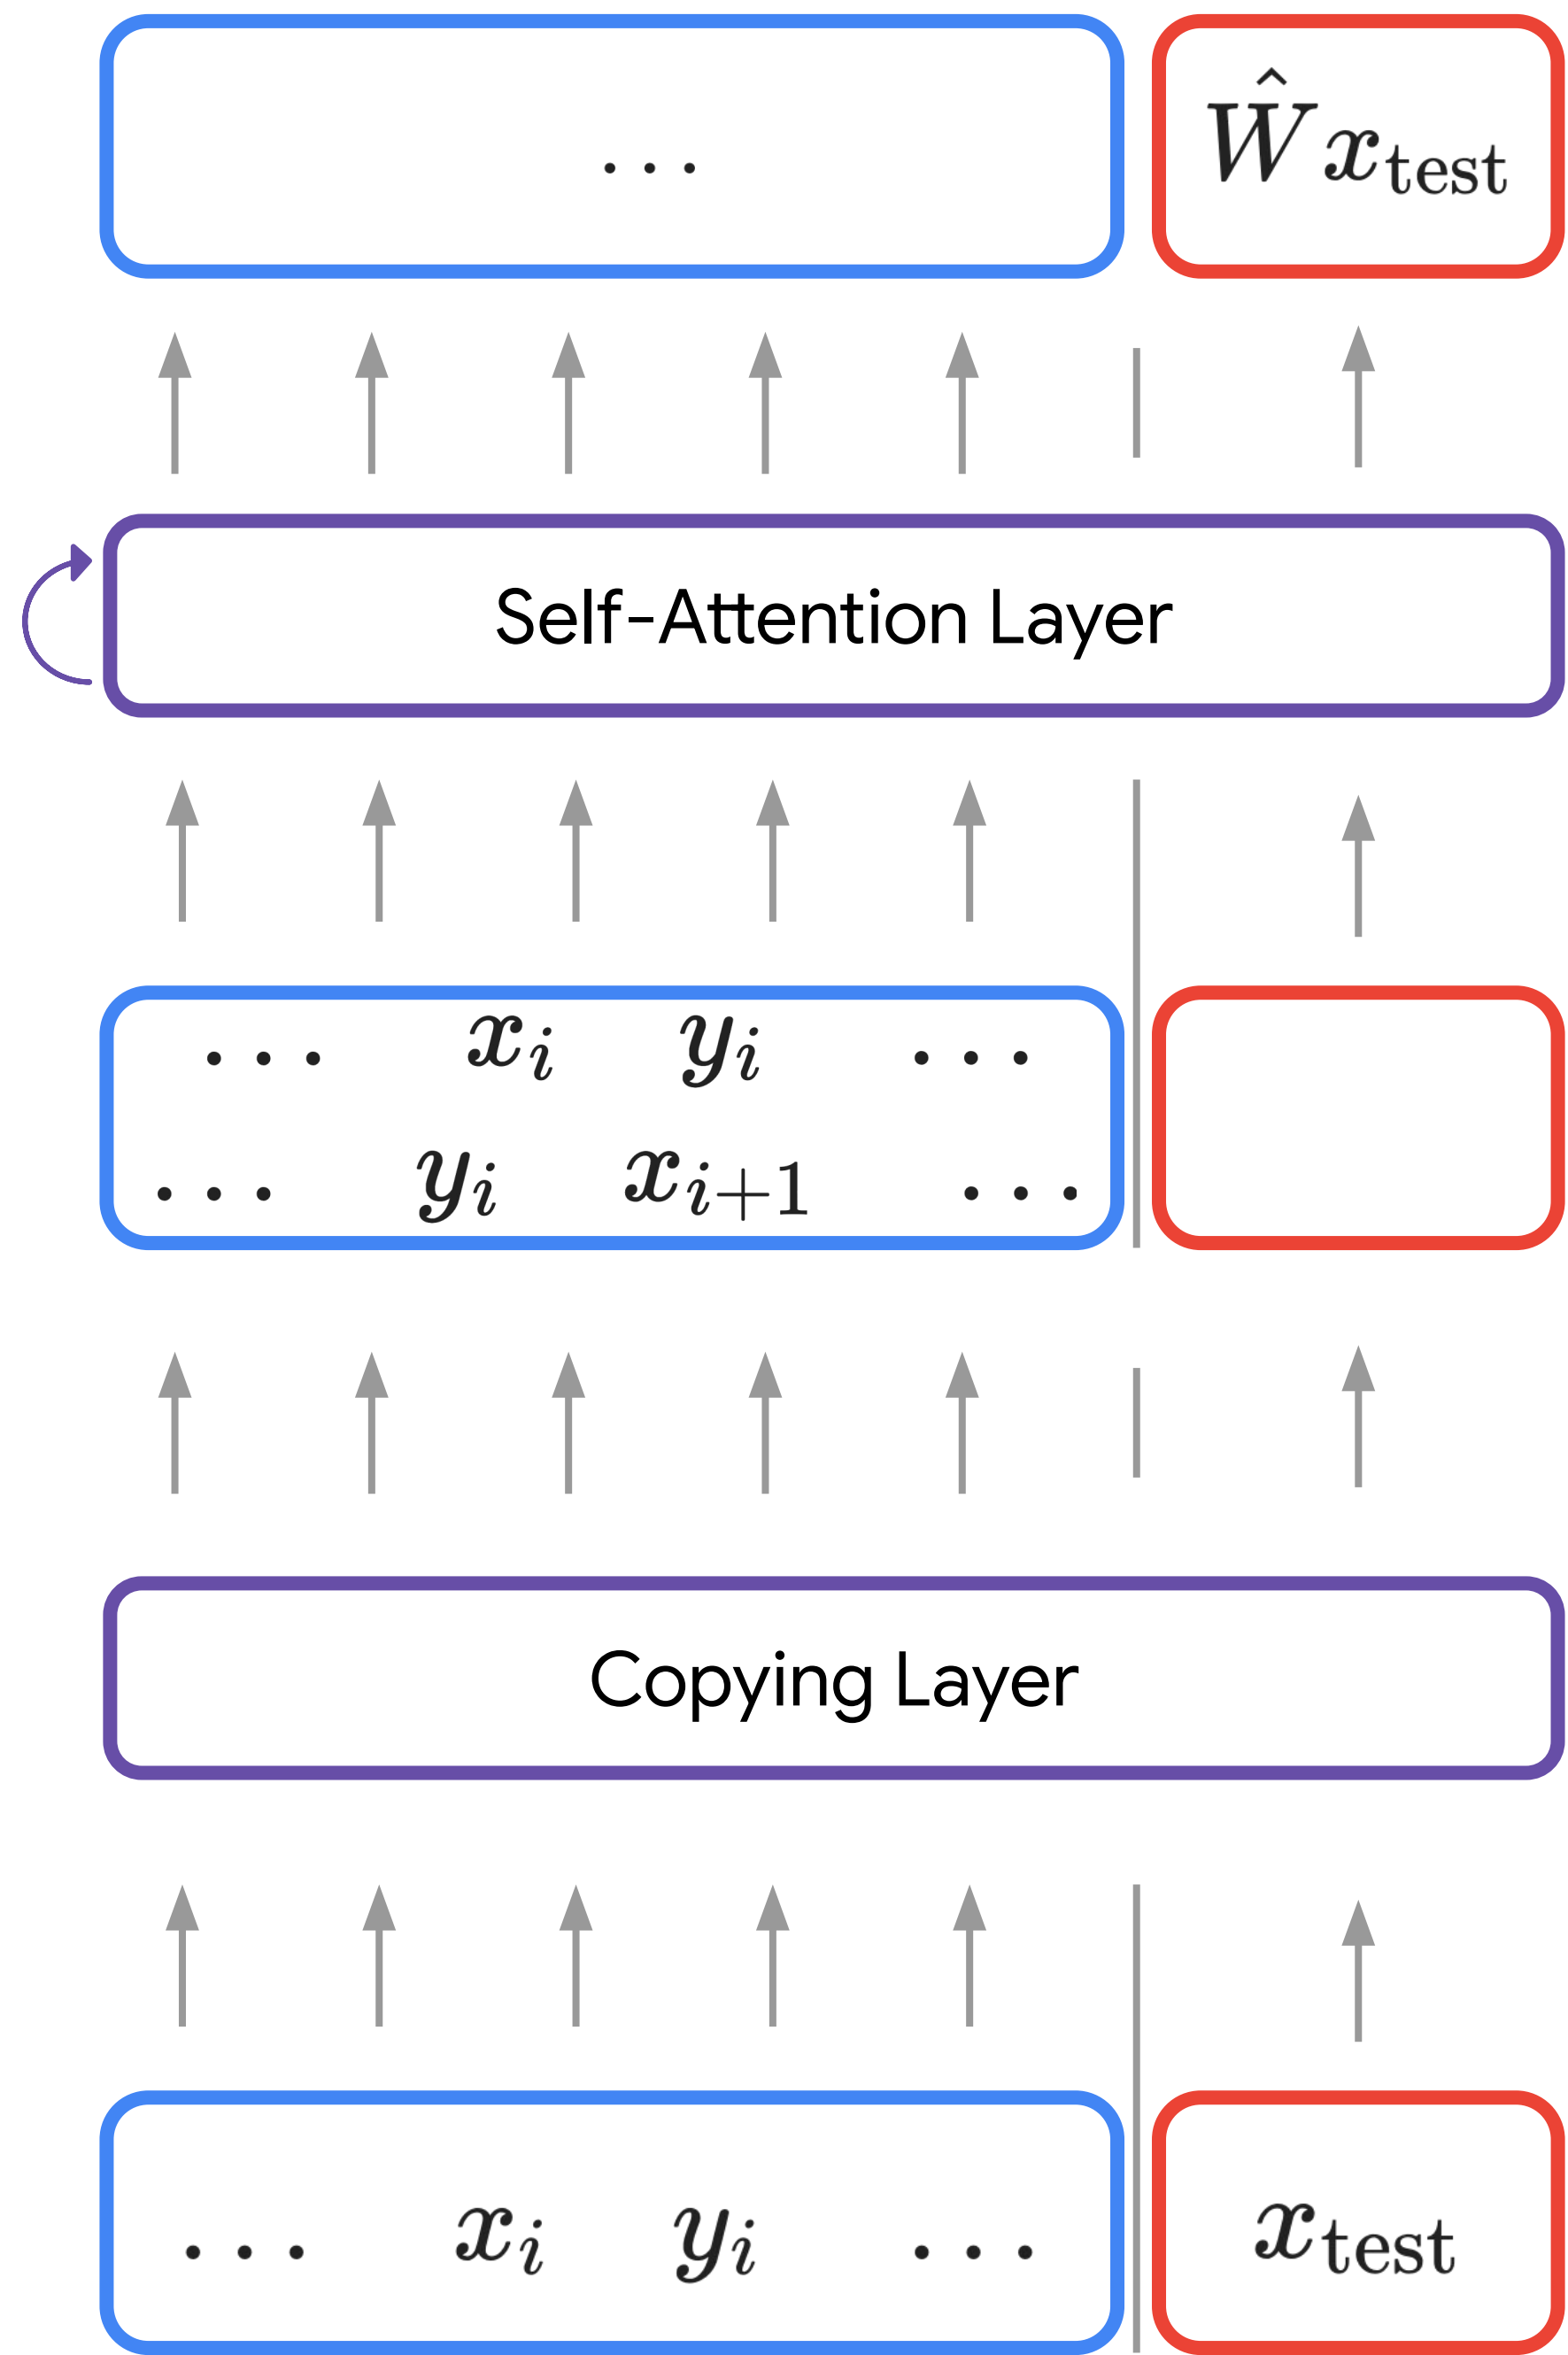 ... Ŵx_test
Self-Attention Layer
... x_i y_i ...
... y_i x_{i+1} ...
Copying Layer
... x_i y_i ... x_test